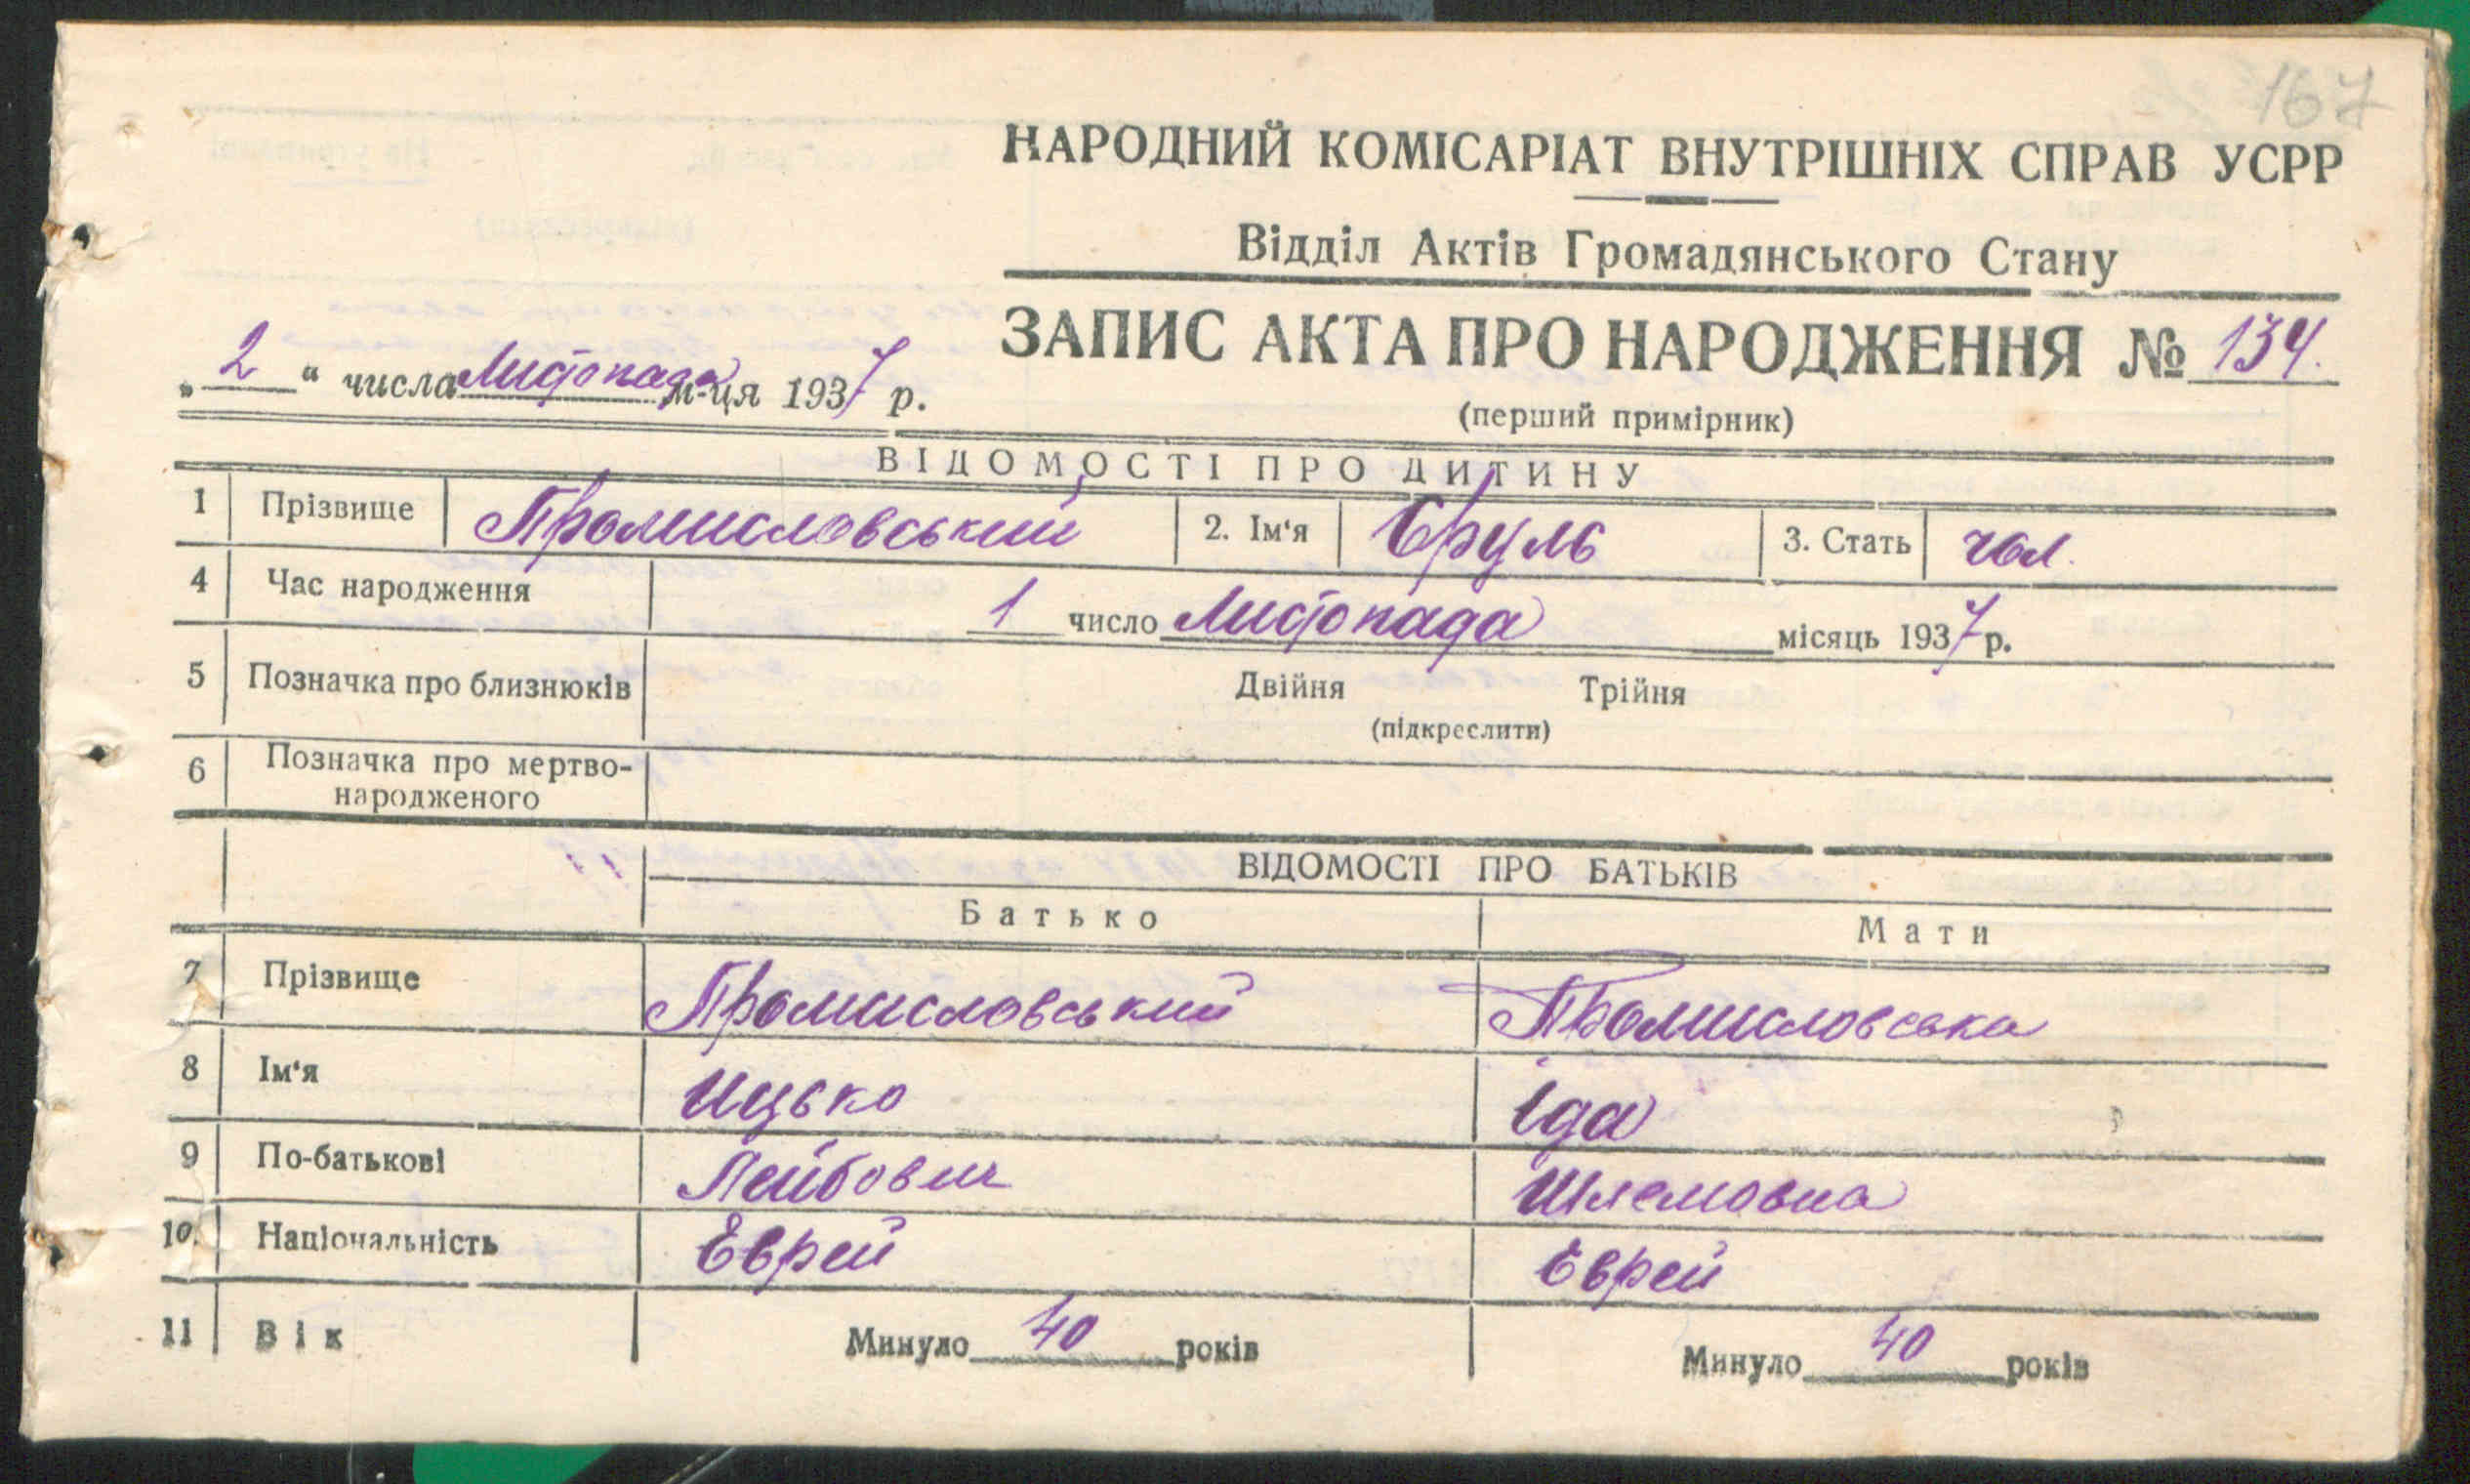 167
НАРОДНИЙ КОМІСАРІАТ ВНУТРІШНІХ СПРАВ УСРР
Відділ Актів Громадянського Стану
ЗАПИС АКТА ПРО НАРОДЖЕННЯ № 134.
„ 2 “ числа Листопада м-ця 1937 р.
(перший примірник)
ВІДОМОСТІ ПРО ДИТИНУ
1 Прізвище Промисловський 2. Ім‘я Сруль 3. Стать чол.
4 Час народження 1 число Листопада місяць 1937 р.
5 Позначка про близнюків Двійня Трійня
(підкреслити)
6 Позначка про мертво-
народженого
ВІДОМОСТІ ПРО БАТЬКІВ
Батько Мати
7 Прізвище Промисловський Промисловська
8 Ім‘я Ицько Іда
9 По-батькові Лейбович Шлемовна
10. Національність Еврей Еврей
11 Вік Минуло 40 років Минуло 40 років